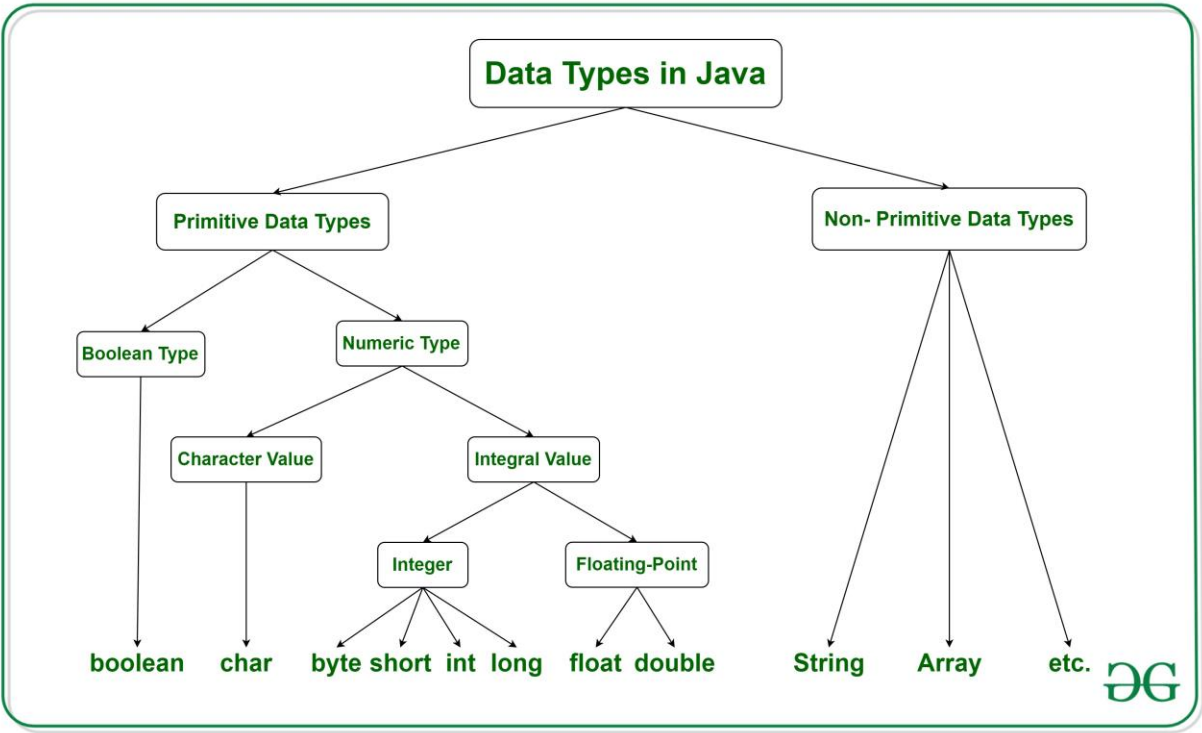 Data Types in Java
Primitive Data Types
Non- Primitive Data Types
Boolean Type
Numeric Type
Character Value
Integral Value
Integer
Floating-Point
boolean
char
byte
short
int
long
float
double
String
Array
etc.